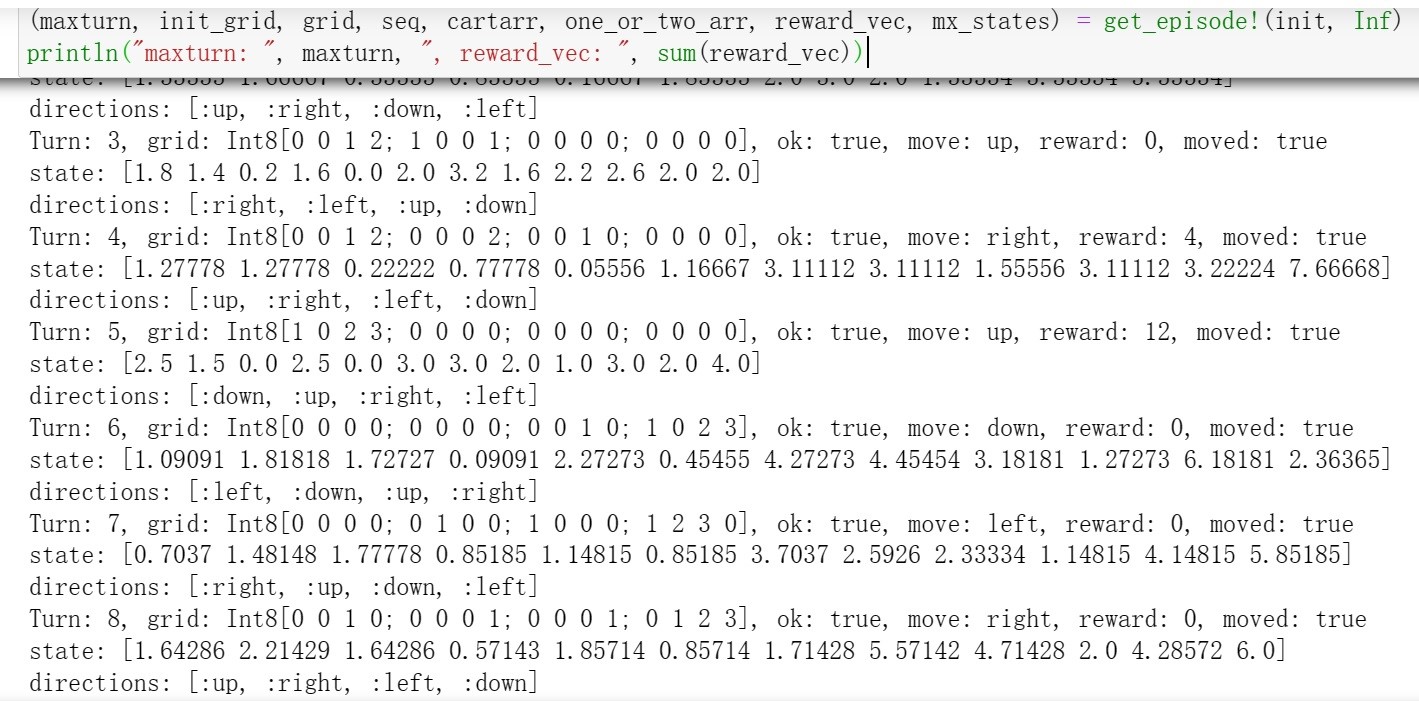 (maxturn, init_grid, grid, seq, cartarr, one_or_two_arr, reward_vec, mx_states) = get_episode!(init, Inf)
println("maxturn: ", maxturn, ", reward_vec: ", sum(reward_vec))
directions: [:up, :right, :down, :left]
Turn: 3, grid: Int8[0 0 1 2; 1 0 0 1; 0 0 0 0; 0 0 0 0], ok: true, move: up, reward: 0, moved: true
state: [1.8 1.4 0.2 1.6 0.0 2.0 3.2 1.6 2.2 2.6 2.0 2.0]
directions: [:right, :left, :up, :down]
Turn: 4, grid: Int8[0 0 1 2; 0 0 0 2; 0 0 1 0; 0 0 0 0], ok: true, move: right, reward: 4, moved: true
state: [1.27778 1.27778 0.22222 0.77778 0.05556 1.16667 3.11112 3.11112 1.55556 3.11112 3.22224 7.66668]
directions: [:up, :right, :left, :down]
Turn: 5, grid: Int8[1 0 2 3; 0 0 0 0; 0 0 0 0; 0 0 0 0], ok: true, move: up, reward: 12, moved: true
state: [2.5 1.5 0.0 2.5 0.0 3.0 3.0 2.0 1.0 3.0 2.0 4.0]
directions: [:down, :up, :right, :left]
Turn: 6, grid: Int8[0 0 0 0; 0 0 0 0; 0 0 1 0; 1 0 2 3], ok: true, move: down, reward: 0, moved: true
state: [1.09091 1.81818 1.72727 0.09091 2.27273 0.45455 4.27273 4.45454 3.18181 1.27273 6.18181 2.36365]
directions: [:left, :down, :up, :right]
Turn: 7, grid: Int8[0 0 0 0; 0 1 0 0; 1 0 0 0; 1 2 3 0], ok: true, move: left, reward: 0, moved: true
state: [0.7037 1.48148 1.77778 0.85185 1.14815 0.85185 3.7037 2.5926 2.33334 1.14815 4.14815 5.85185]
directions: [:right, :up, :down, :left]
Turn: 8, grid: Int8[0 0 1 0; 0 0 0 1; 0 0 0 1; 0 1 2 3], ok: true, move: right, reward: 0, moved: true
state: [1.64286 2.21429 1.64286 0.57143 1.85714 0.85714 1.71428 5.57142 4.71428 2.0 4.28572 6.0]
directions: [:up, :right, :left, :down]